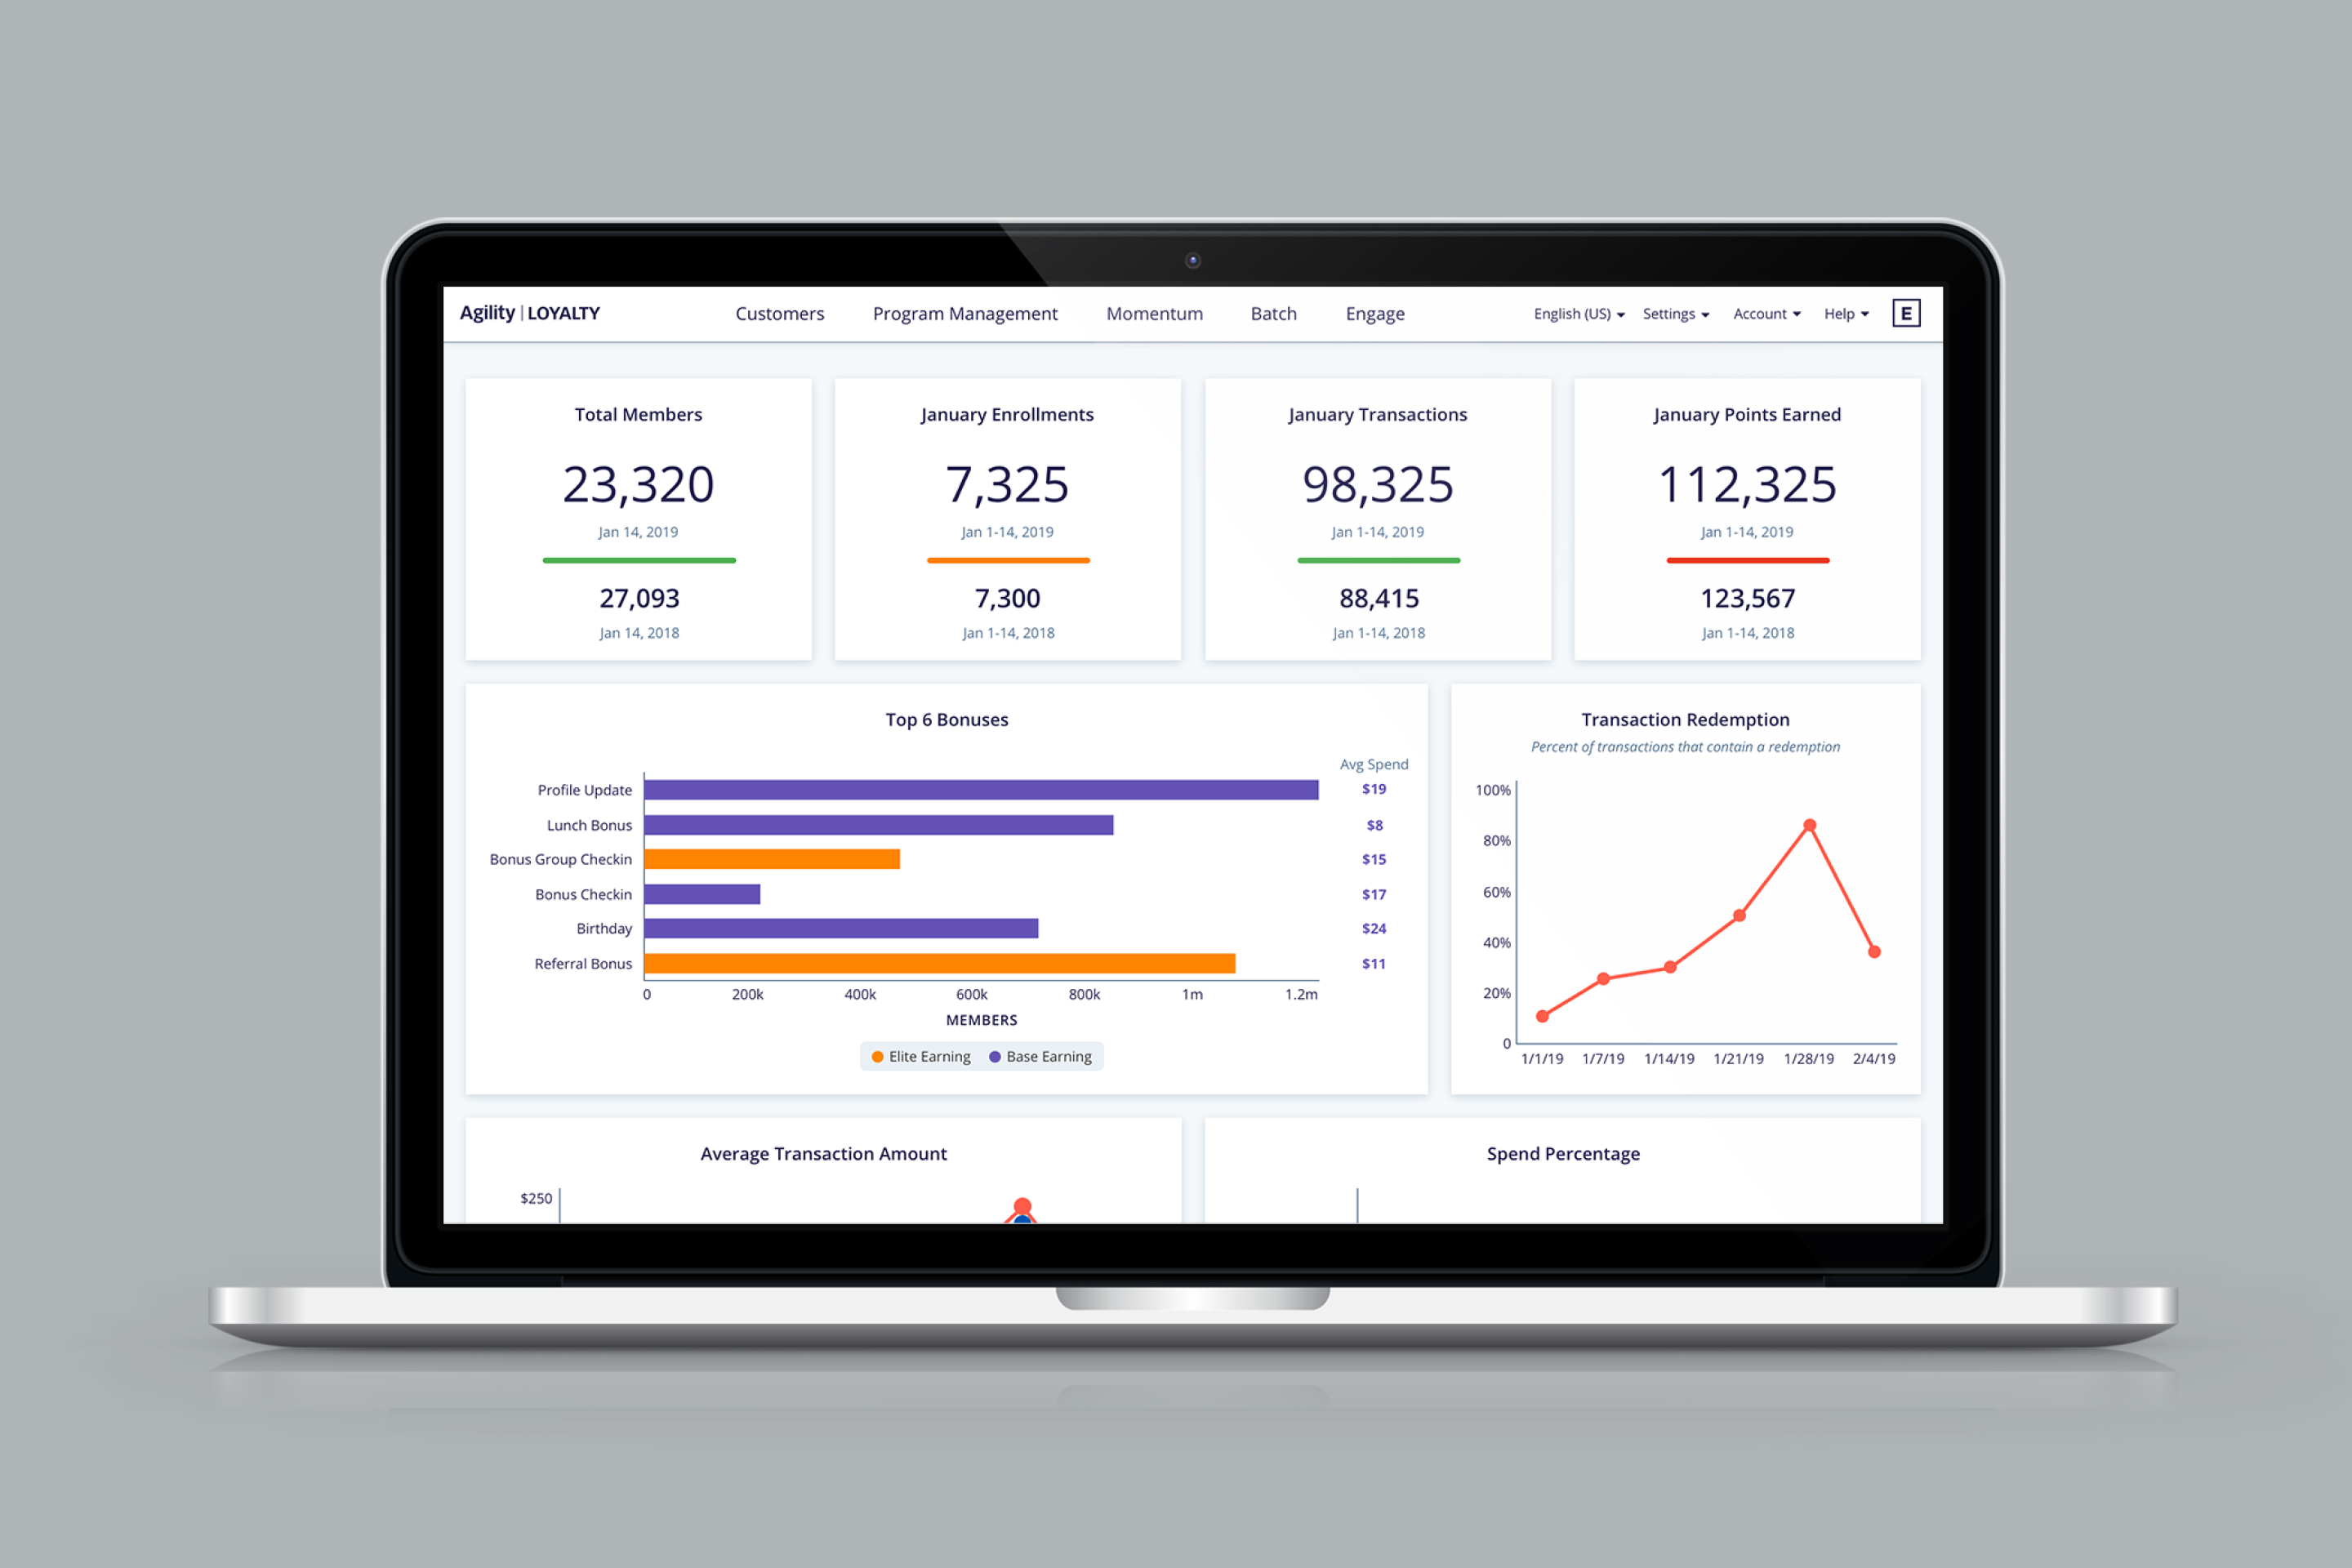 Agility | LOYALTY
Customers
Program Management
Momentum
Batch
Engage
English (US)
Settings
Account
Help
E
Total Members
23,320
Jan 14, 2019
27,093
Jan 14, 2018
January Enrollments
7,325
Jan 1-14, 2019
7,300
Jan 1-14, 2018
January Transactions
98,325
Jan 1-14, 2019
88,415
Jan 1-14, 2018
January Points Earned
112,325
Jan 1-14, 2019
123,567
Jan 1-14, 2018
Top 6 Bonuses
Avg Spend
Profile Update $19
Lunch Bonus $8
Bonus Group Checkin $15
Bonus Checkin $17
Birthday $24
Referral Bonus $11
0 200k 400k 600k 800k 1m 1.2m
MEMBERS
Elite Earning Base Earning
Transaction Redemption
Percent of transactions that contain a redemption
100%
80%
60%
40%
20%
0
1/1/19 1/7/19 1/14/19 1/21/19 1/28/19 2/4/19
Average Transaction Amount
$250
Spend Percentage